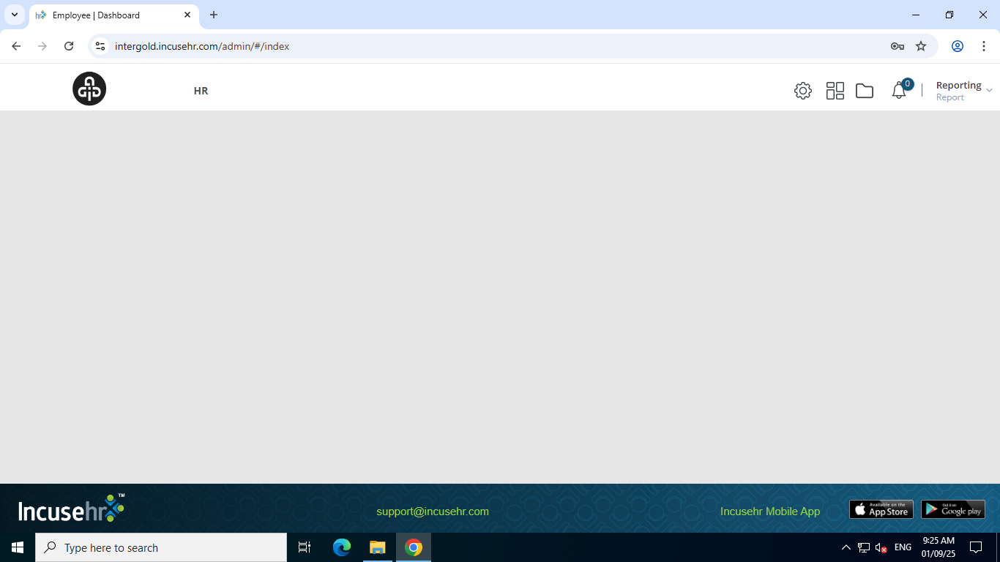 Employee | Dashboard
intergold.incusehr.com/admin/#/index
HR
0
Reporting
Report
Incusehr™
support@incusehr.com
Incusehr Mobile App
Available on the
App Store
Get it on
Google play
Type here to search
ENG
9:25 AM
01/09/25